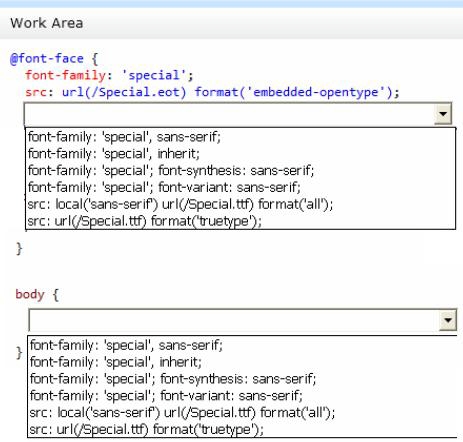 Work Area
@font-face {
font-family: 'special';
src: url(/Special.eot) format('embedded-opentype');
font-family: 'special', sans-serif;
font-family: 'special', inherit;
font-family: 'special'; font-synthesis: sans-serif;
font-family: 'special'; font-variant: sans-serif;
src: local('sans-serif') url(/Special.ttf) format('all');
src: url(/Special.ttf) format('truetype');
}
body {
font-family: 'special', sans-serif;
font-family: 'special', inherit;
font-family: 'special'; font-synthesis: sans-serif;
font-family: 'special'; font-variant: sans-serif;
src: local('sans-serif') url(/Special.ttf) format('all');
src: url(/Special.ttf) format('truetype');
}